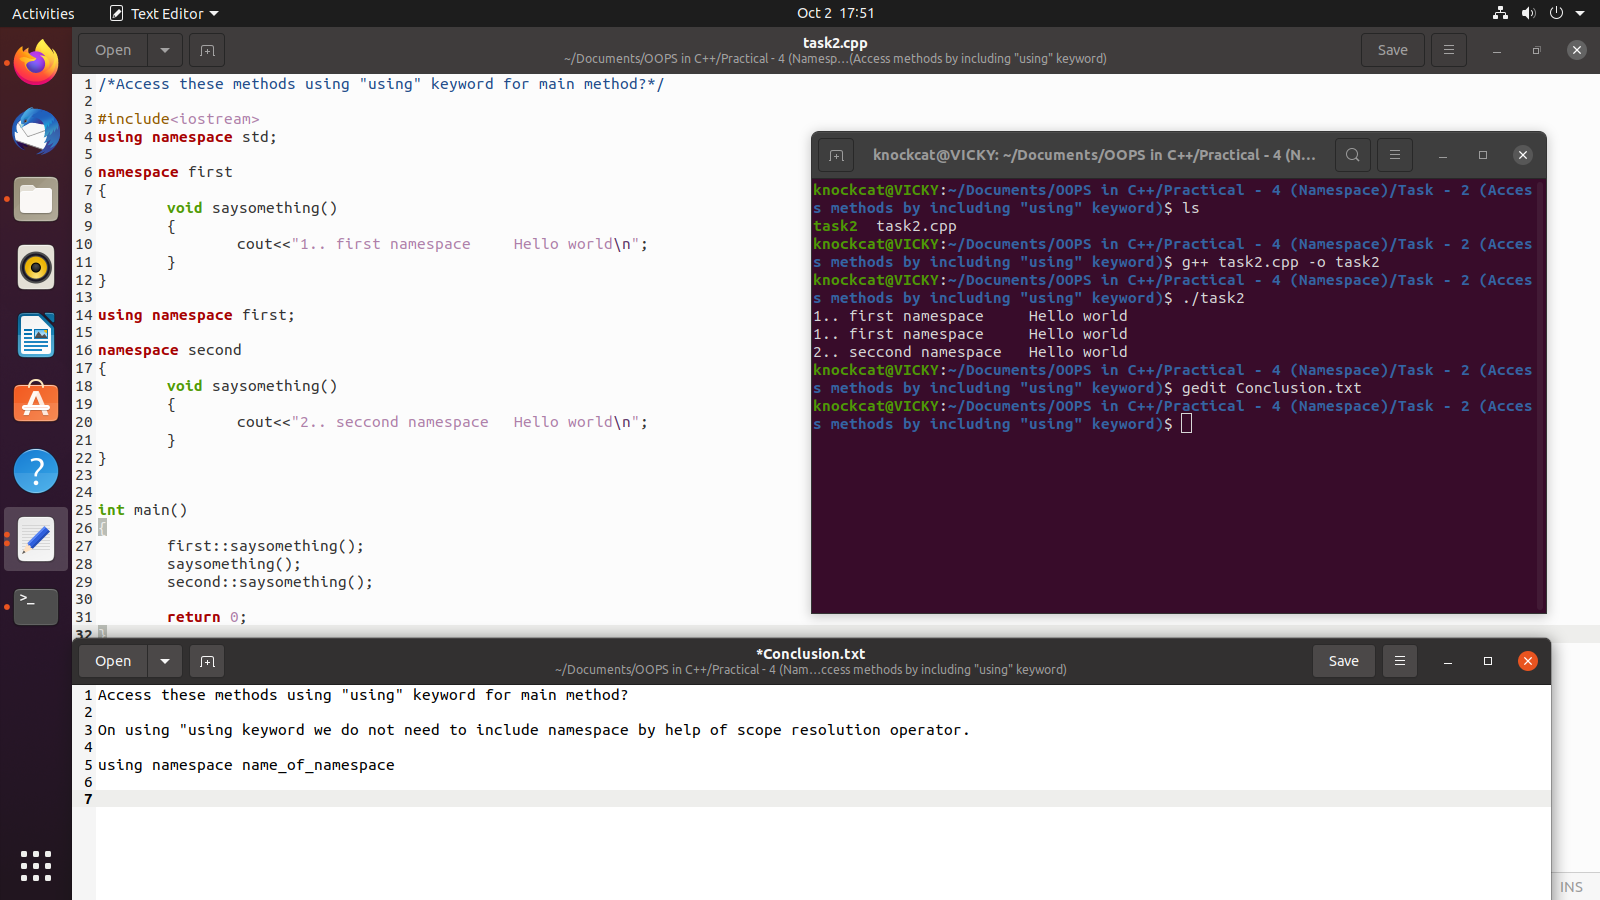 Activities Text Editor Oct 2 17:51
Open task2.cpp Save
~/Documents/OOPS in C++/Practical - 4 (Namesp...(Access methods by including "using" keyword)
1 /*Access these methods using "using" keyword for main method?*/
2
3 #include<iostream>
4 using namespace std;
5
6 namespace first
7 {
8 void saysomething()
9 {
10 cout<<"1.. first namespace     Hello world\n";
11 }
12 }
13
14 using namespace first;
15
16 namespace second
17 {
18 void saysomething()
19 {
20 cout<<"2.. seccond namespace   Hello world\n";
21 }
22 }
23
24
25 int main()
26 {
27 first::saysomething();
28 saysomething();
29 second::saysomething();
30
31 return 0;
32 }
knockcat@VICKY: ~/Documents/OOPS in C++/Practical - 4 (N...
knockcat@VICKY:~/Documents/OOPS in C++/Practical - 4 (Namespace)/Task - 2 (Acces
s methods by including "using" keyword)$ ls
task2  task2.cpp
knockcat@VICKY:~/Documents/OOPS in C++/Practical - 4 (Namespace)/Task - 2 (Acces
s methods by including "using" keyword)$ g++ task2.cpp -o task2
knockcat@VICKY:~/Documents/OOPS in C++/Practical - 4 (Namespace)/Task - 2 (Acces
s methods by including "using" keyword)$ ./task2
1.. first namespace     Hello world
1.. first namespace     Hello world
2.. seccond namespace   Hello world
knockcat@VICKY:~/Documents/OOPS in C++/Practical - 4 (Namespace)/Task - 2 (Acces
s methods by including "using" keyword)$ gedit Conclusion.txt
knockcat@VICKY:~/Documents/OOPS in C++/Practical - 4 (Namespace)/Task - 2 (Acces
s methods by including "using" keyword)$
Open *Conclusion.txt Save
~/Documents/OOPS in C++/Practical - 4 (Nam...ccess methods by including "using" keyword)
1 Access these methods using "using" keyword for main method?
2
3 On using "using keyword we do not need to include namespace by help of scope resolution operator.
4
5 using namespace name_of_namespace
6
7
INS